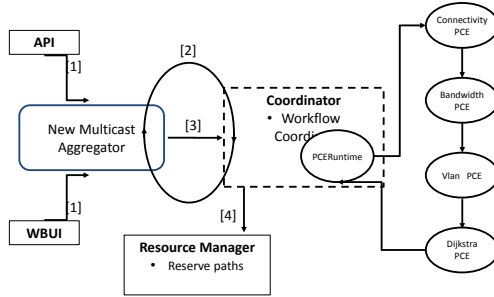 API
[1]
[2]
New Multicast
Aggregator
[3]
[1]
WBUI
Coordinator
• Workflow
PCERuntime
[4]
Resource Manager
• Reserve paths
Connectivity
PCE
Bandwidth
PCE
Vlan PCE
Dijkstra
PCE